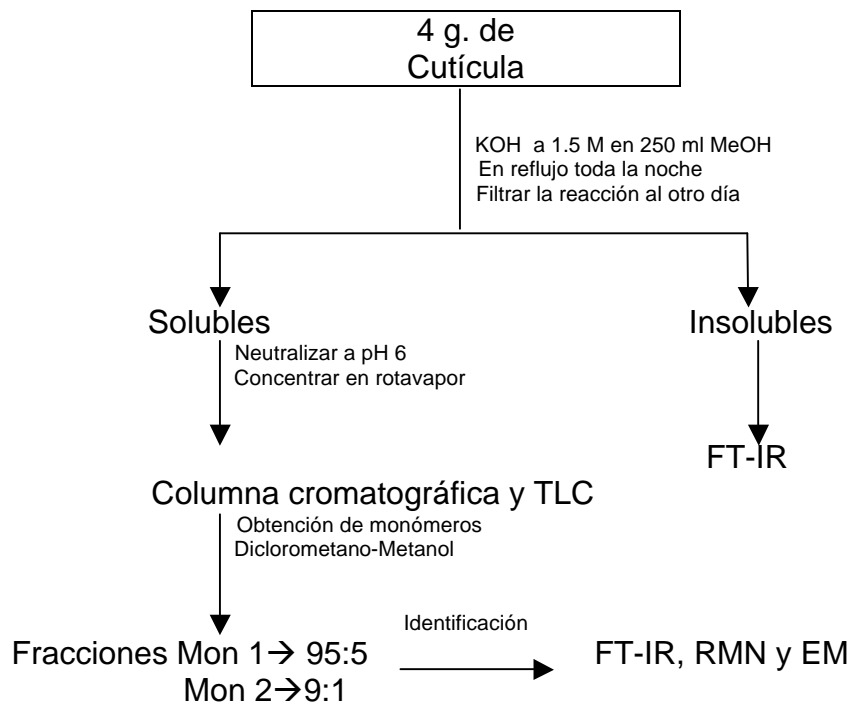 4 g. de
Cutícula
KOH a 1.5 M en 250 ml MeOH
En reflujo toda la noche
Filtrar la reacción al otro día
Solubles
Insolubles
Neutralizar a pH 6
Concentrar en rotavapor
FT-IR
Columna cromatográfica y TLC
Obtención de monómeros
Diclorometano-Metanol
Identificación
Fracciones Mon 1→ 95:5
FT-IR, RMN y EM
Mon 2→9:1